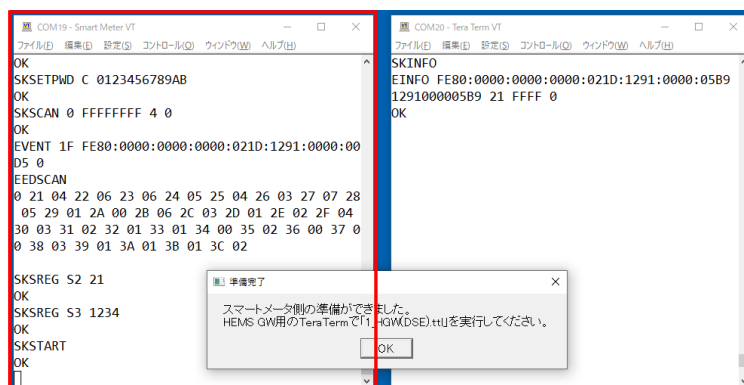 COM19 - Smart Meter VT
ファイル(F) 編集(E) 設定(S) コントロール(O) ウィンドウ(W) ヘルプ(H)
OK
SKSETPWD C 0123456789AB
OK
SKSCAN 0 FFFFFFFF 4 0
OK
EVENT 1F FE80:0000:0000:0000:021D:1291:0000:00
D5 0
EEDSCAN
0 21 04 22 06 23 06 24 05 25 04 26 03 27 07 28
05 29 01 2A 00 2B 06 2C 03 2D 01 2E 02 2F 04
30 03 31 02 32 01 33 01 34 00 35 02 36 00 37 0
0 38 03 39 01 3A 01 3B 01 3C 02
SKSREG S2 21
OK
SKSREG S3 1234
OK
SKSTART
OK
COM20 - Tera Term VT
ファイル(F) 編集(E) 設定(S) コントロール(O) ウィンドウ(W) ヘルプ(H)
SKINFO
EINFO FE80:0000:0000:0000:021D:1291:0000:05B9
1291000005B9 21 FFFF 0
OK
準備完了
スマートメータ側の準備ができました。
HEMS GW用のTeraTermで「1_HGW(DSE).ttl」を実行してください。
OK